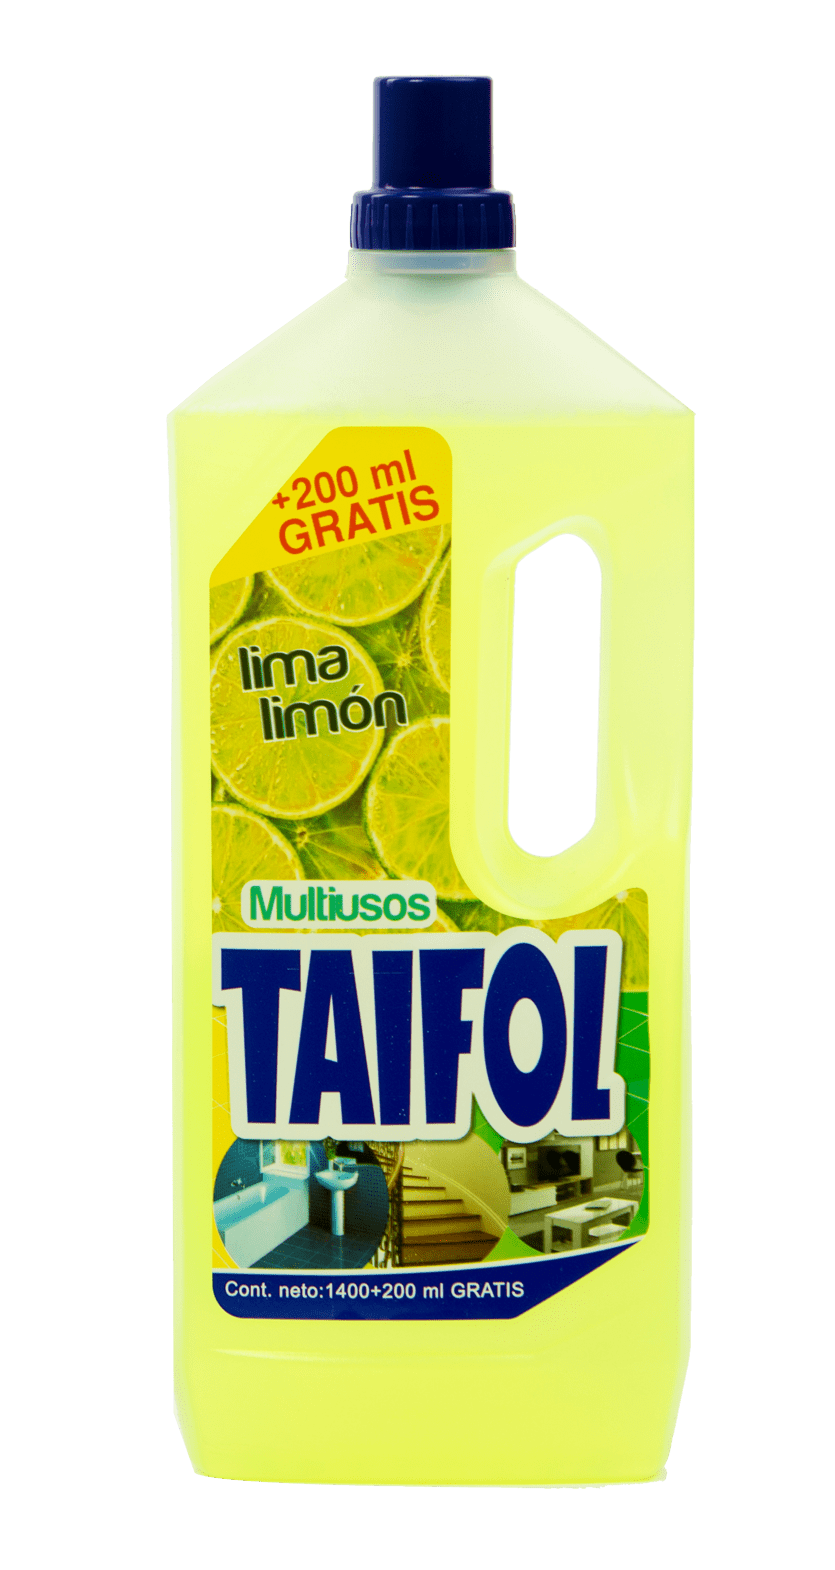 +200 ml
GRATIS
lima
limón
Multiusos
TAIFOL
Cont. neto:1400+200 ml GRATIS